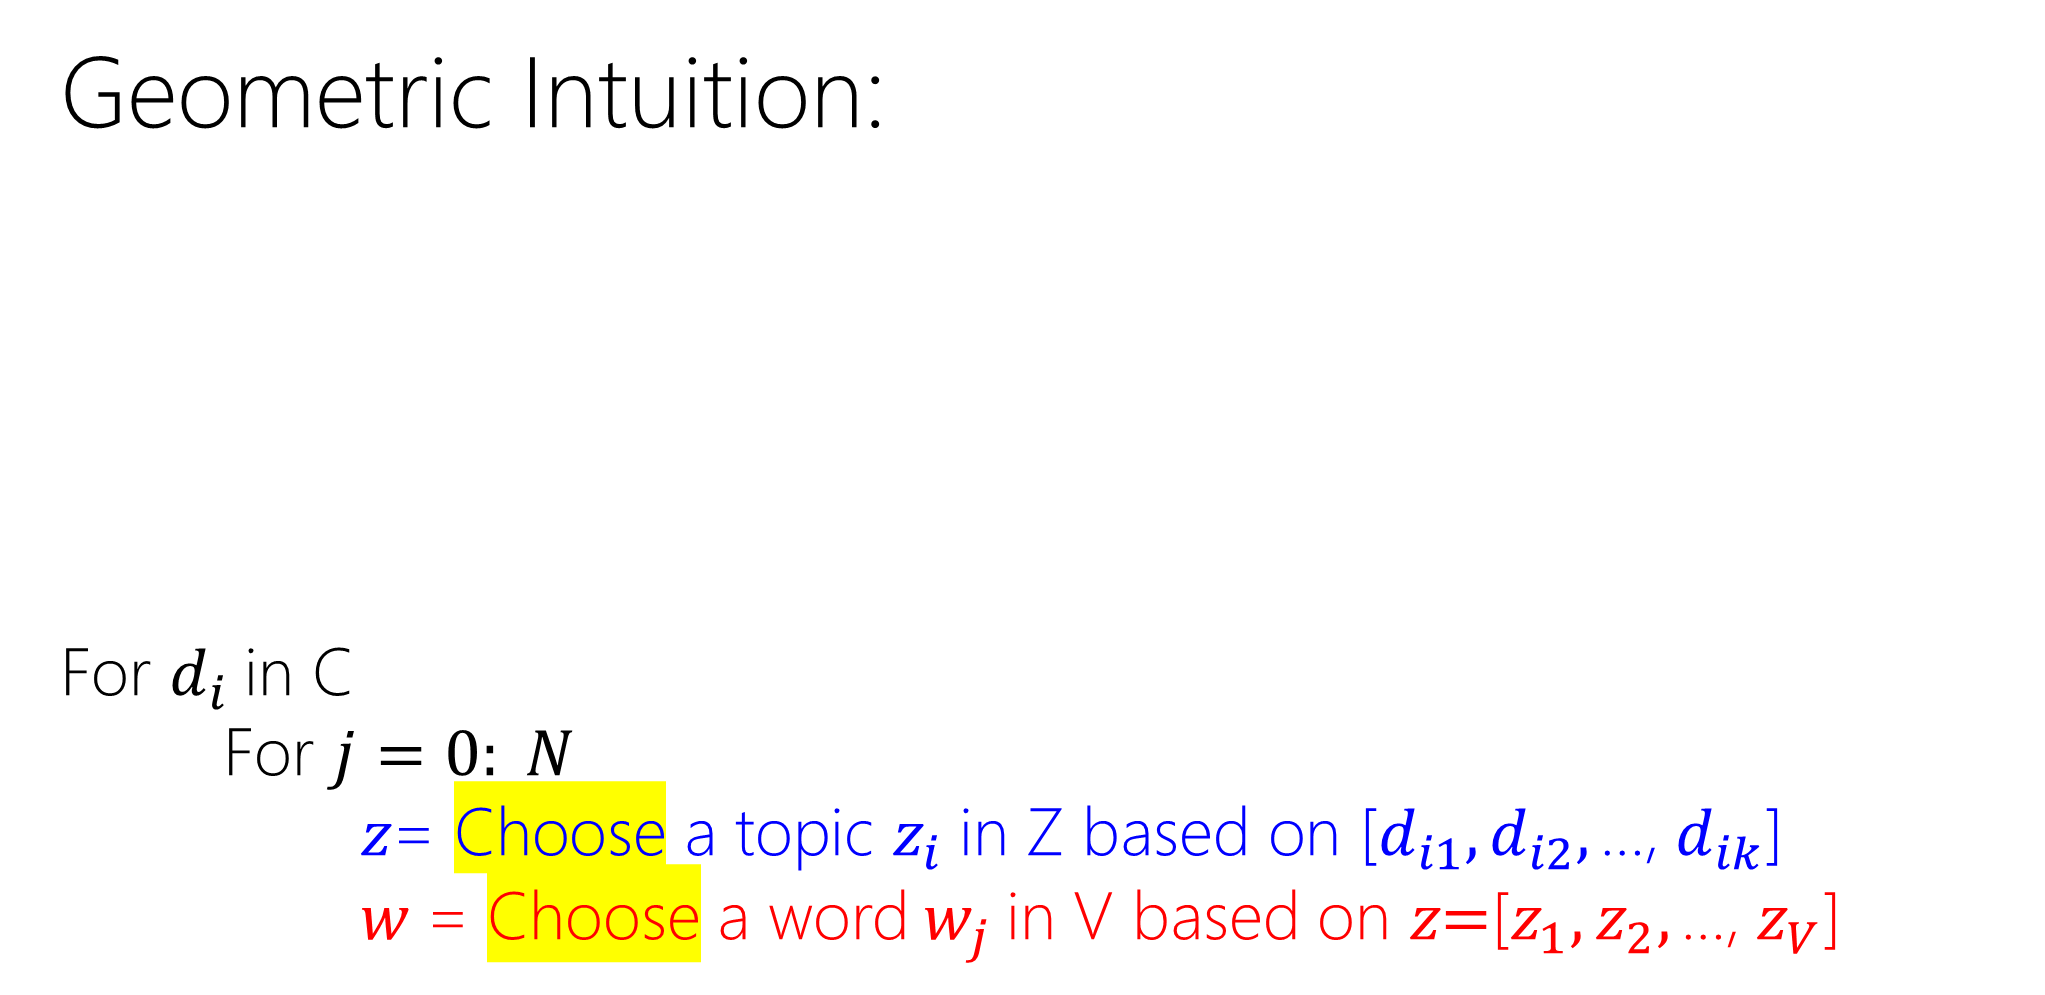 Geometric Intuition:
For dᵢ in C
For j = 0: N
z= Choose a topic zᵢ in Z based on [dᵢ₁, dᵢ₂, …, dᵢₖ]
w = Choose a word wⱼ in V based on z=[z₁, z₂, …, z_V]